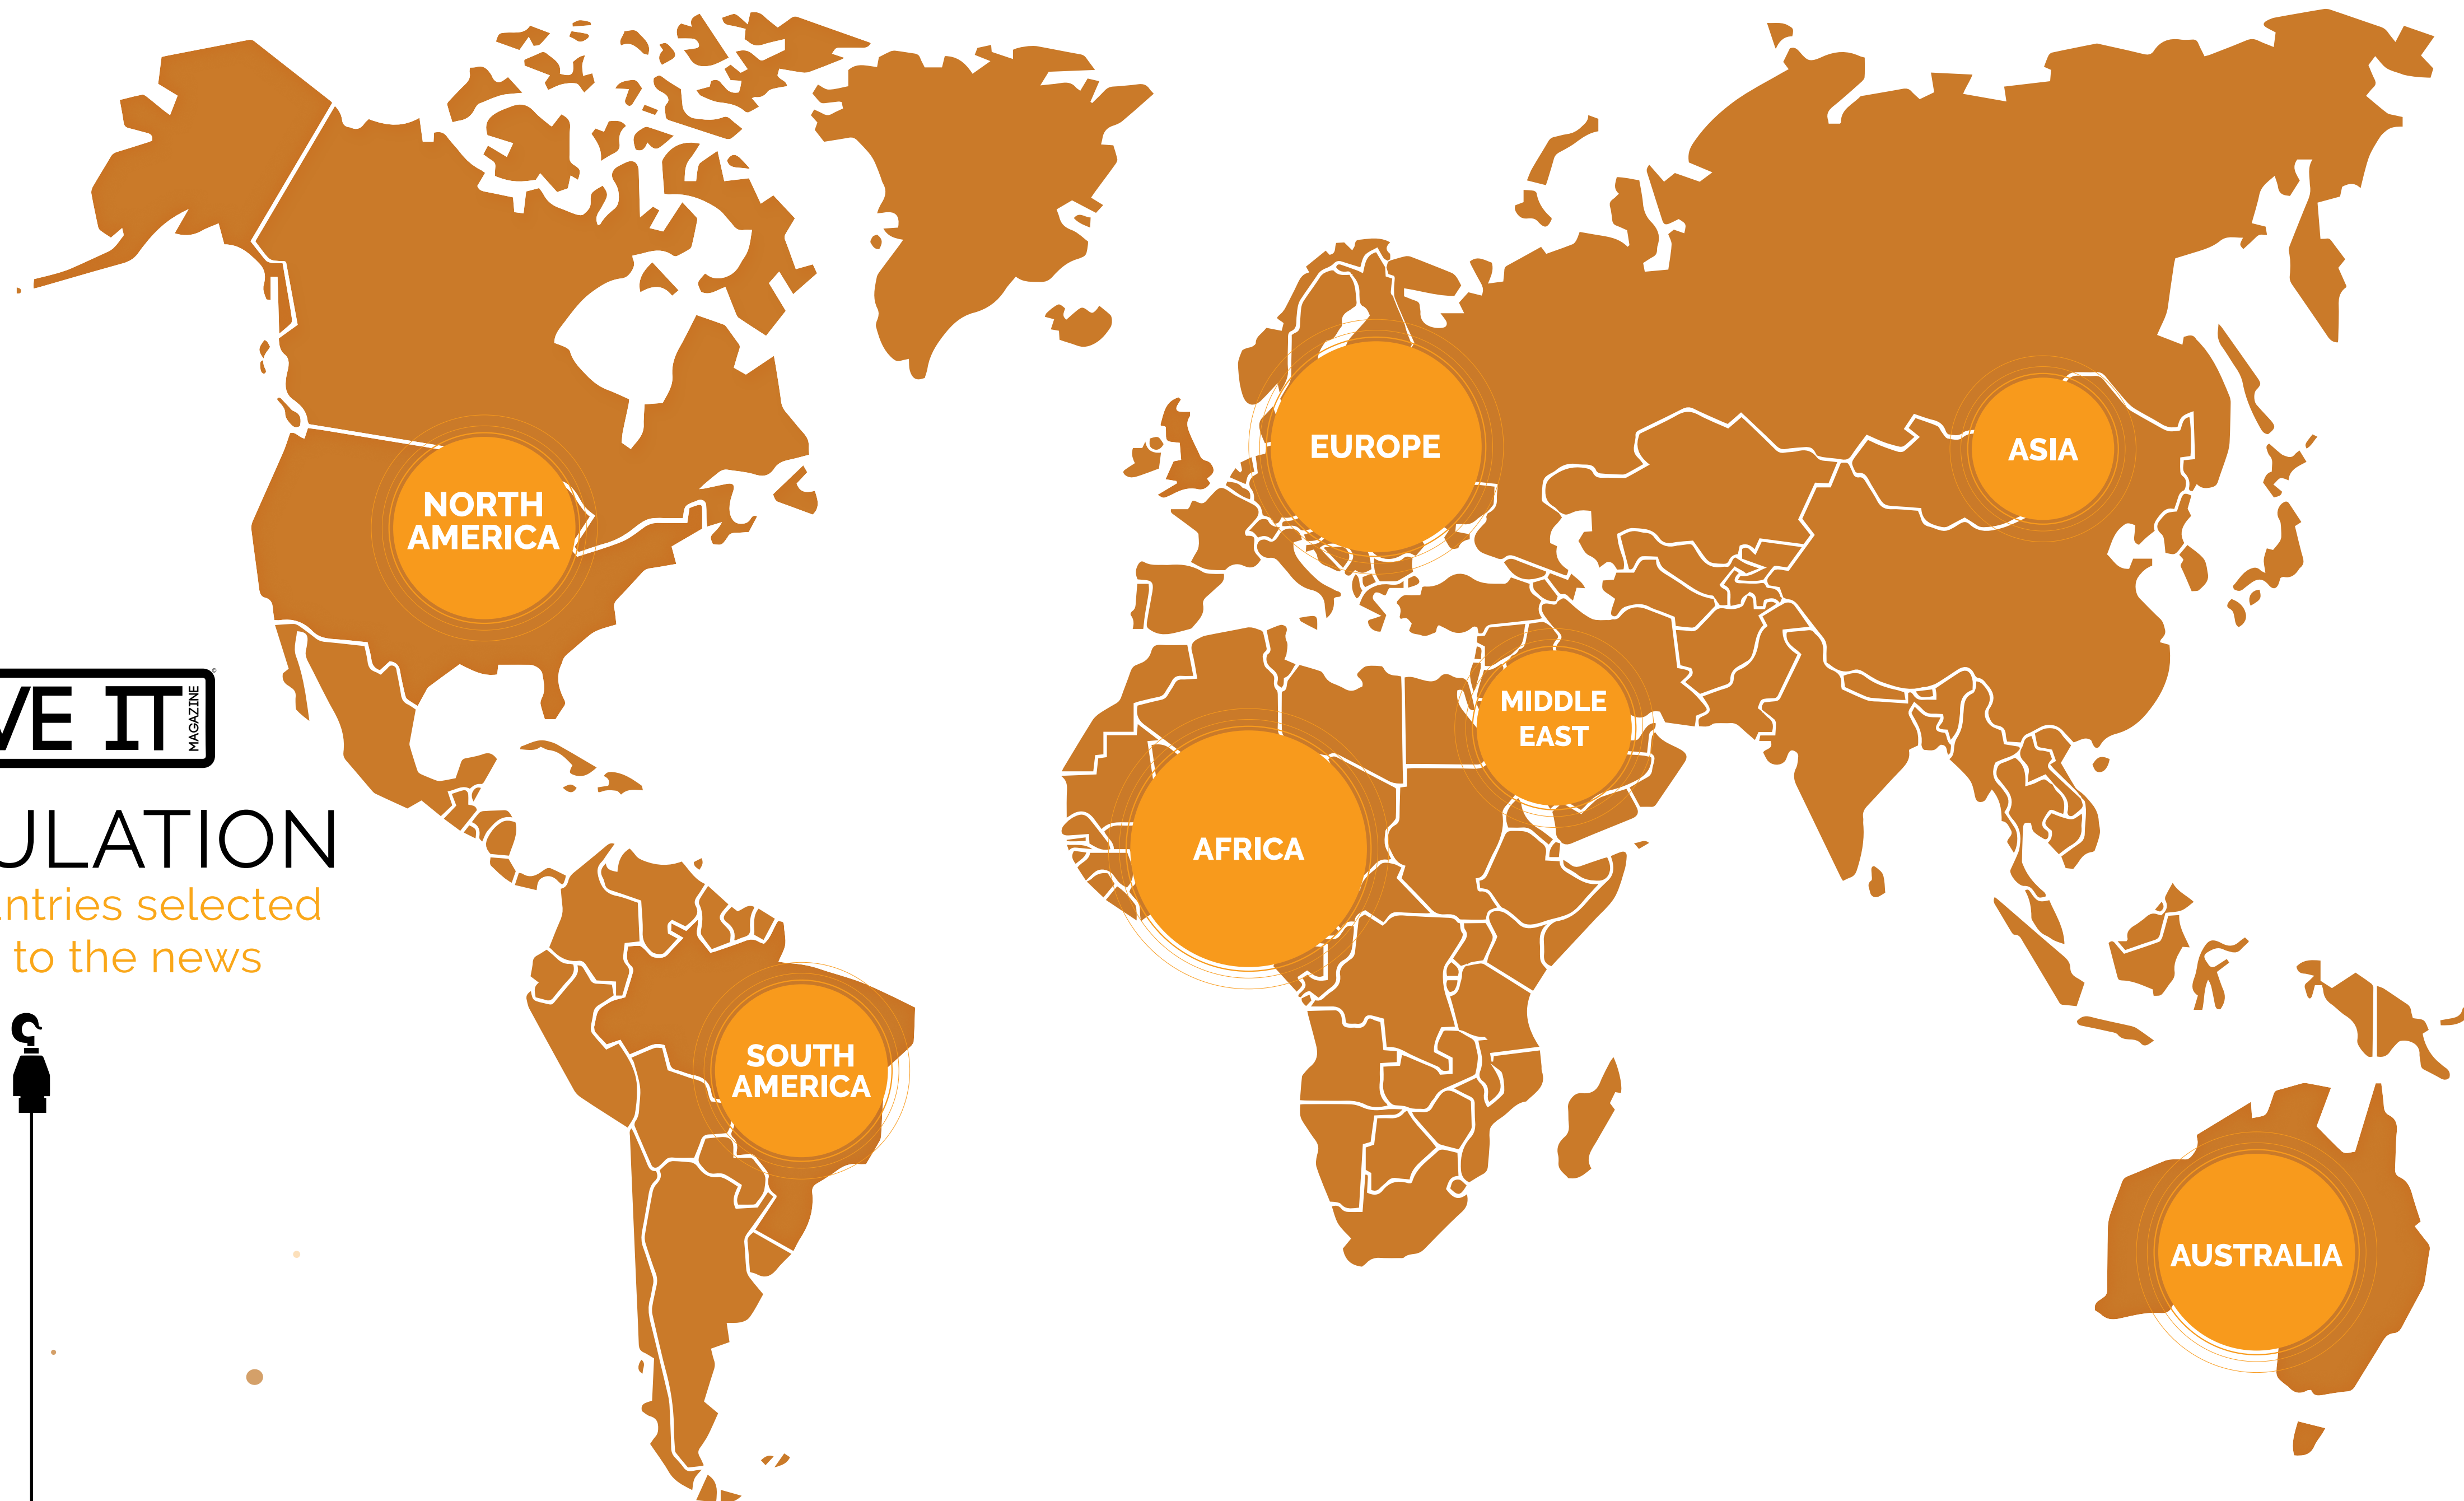 VE IT
MAGAZINE
ULATION
ntries selected
to the news
NORTH
AMERICA
EUROPE
ASIA
MIDDLE
EAST
AFRICA
SOUTH
AMERICA
AUSTRALIA